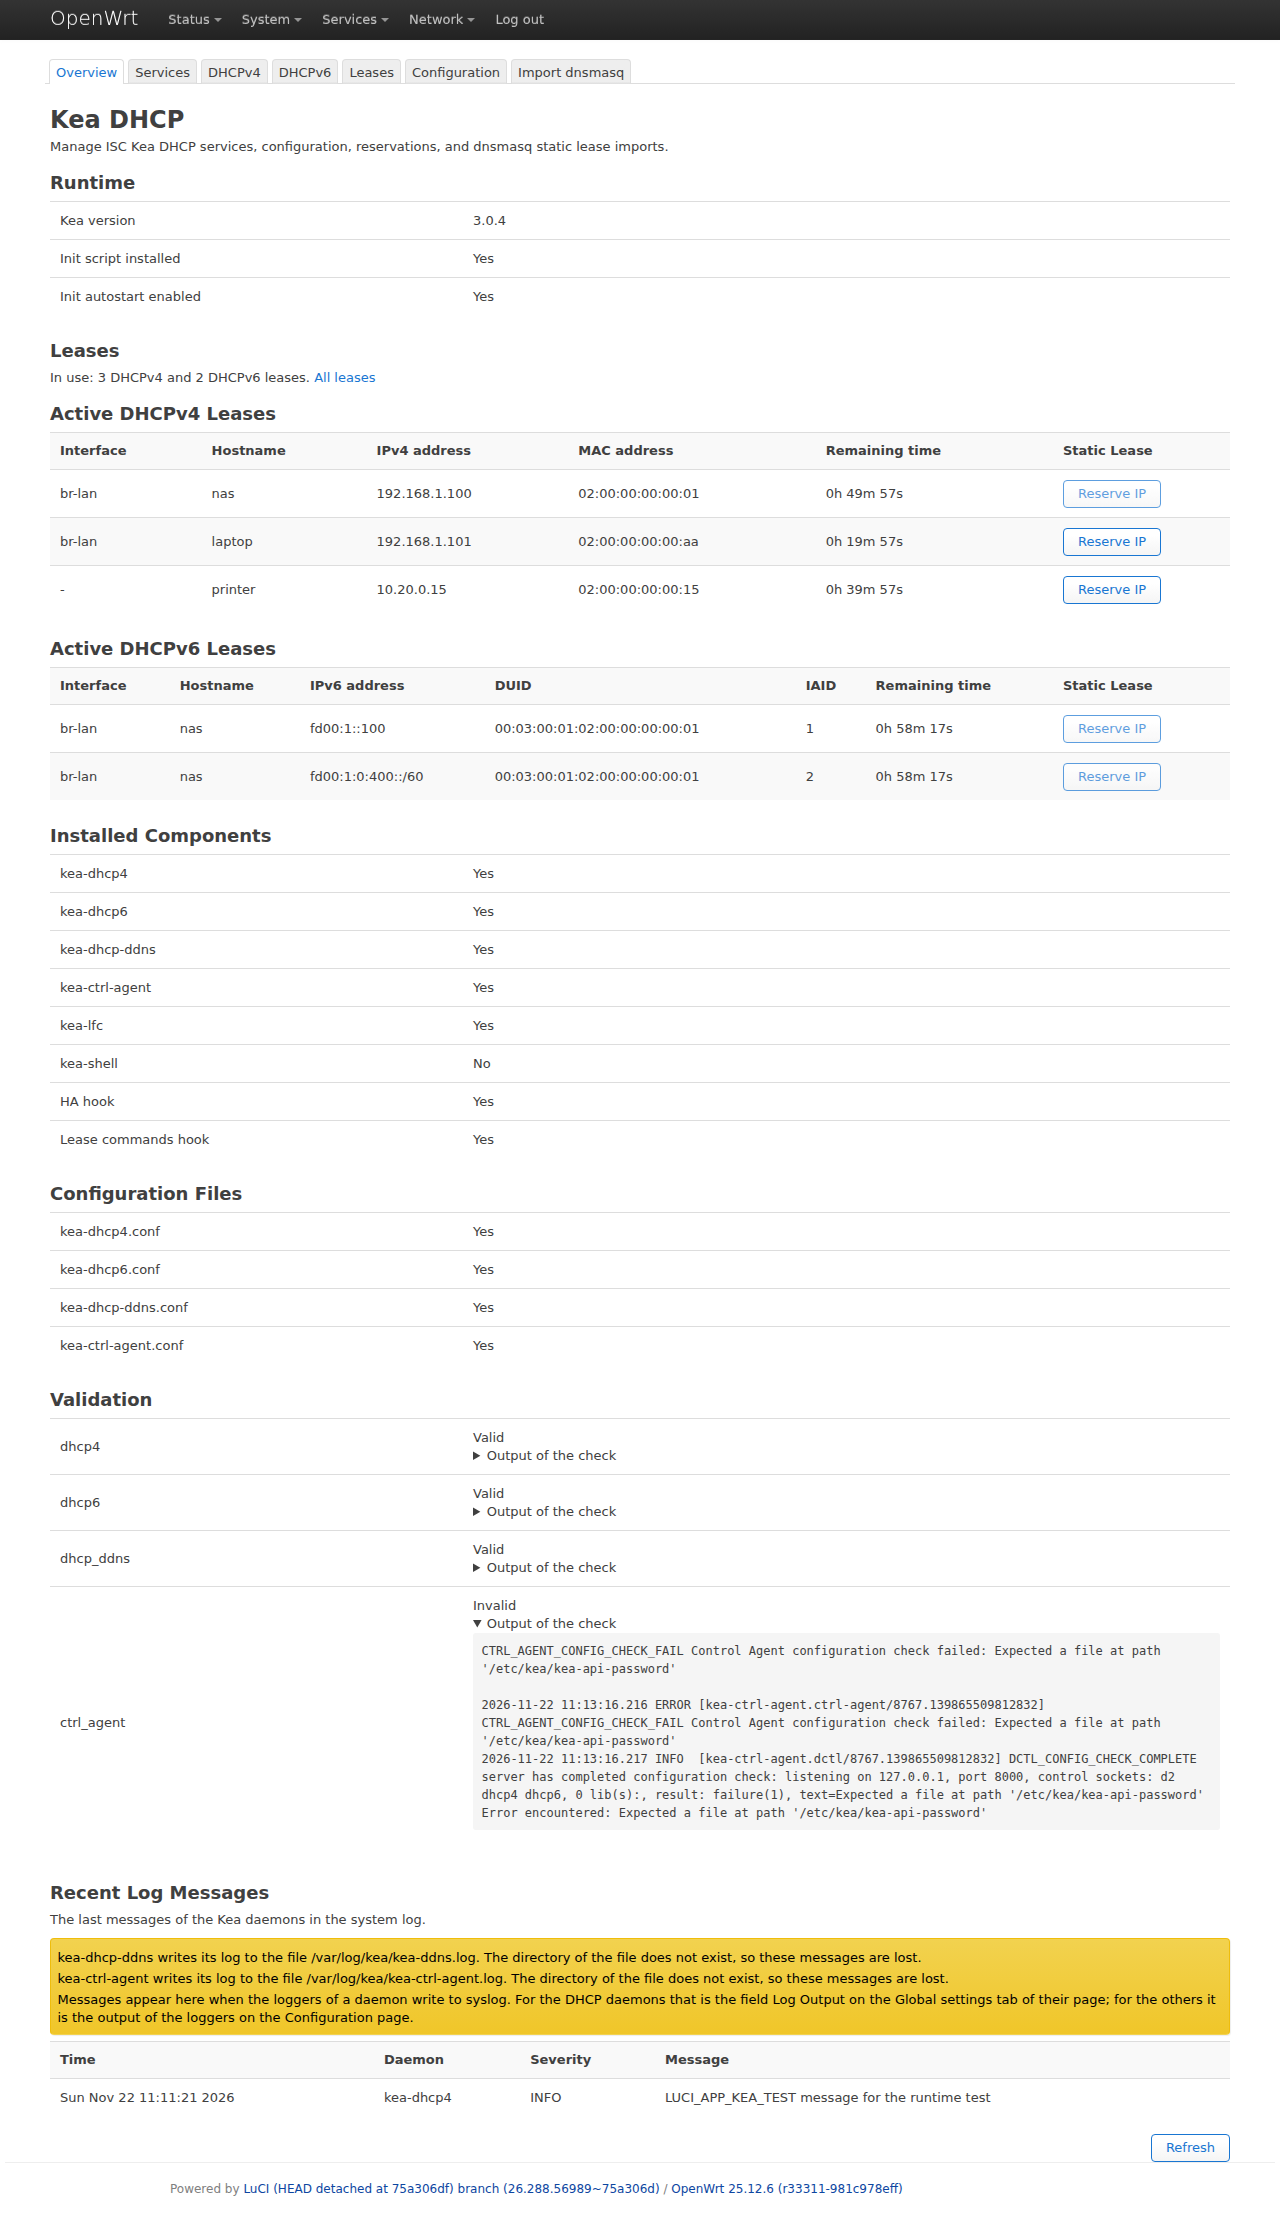 OpenWrt Status System Services Network Log out
Overview Services DHCPv4 DHCPv6 Leases Configuration Import dnsmasq
Kea DHCP
Manage ISC Kea DHCP services, configuration, reservations, and dnsmasq static lease imports.
Runtime
Kea version 3.0.4
Init script installed Yes
Init autostart enabled Yes
Leases
In use: 3 DHCPv4 and 2 DHCPv6 leases. All leases
Active DHCPv4 Leases
Interface Hostname IPv4 address MAC address Remaining time Static Lease
br-lan nas 192.168.1.100 02:00:00:00:00:01 0h 49m 57s Reserve IP
br-lan laptop 192.168.1.101 02:00:00:00:00:aa 0h 19m 57s Reserve IP
- printer 10.20.0.15 02:00:00:00:00:15 0h 39m 57s Reserve IP
Active DHCPv6 Leases
Interface Hostname IPv6 address DUID IAID Remaining time Static Lease
br-lan nas fd00:1::100 00:03:00:01:02:00:00:00:00:01 1 0h 58m 17s Reserve IP
br-lan nas fd00:1:0:400::/60 00:03:00:01:02:00:00:00:00:01 2 0h 58m 17s Reserve IP
Installed Components
kea-dhcp4 Yes
kea-dhcp6 Yes
kea-dhcp-ddns Yes
kea-ctrl-agent Yes
kea-lfc Yes
kea-shell No
HA hook Yes
Lease commands hook Yes
Configuration Files
kea-dhcp4.conf Yes
kea-dhcp6.conf Yes
kea-dhcp-ddns.conf Yes
kea-ctrl-agent.conf Yes
Validation
dhcp4 Valid
Output of the check
dhcp6 Valid
Output of the check
dhcp_ddns Valid
Output of the check
ctrl_agent Invalid
Output of the check
CTRL_AGENT_CONFIG_CHECK_FAIL Control Agent configuration check failed: Expected a file at path
'/etc/kea/kea-api-password'
2026-11-22 11:13:16.216 ERROR [kea-ctrl-agent.ctrl-agent/8767.139865509812832]
CTRL_AGENT_CONFIG_CHECK_FAIL Control Agent configuration check failed: Expected a file at path
'/etc/kea/kea-api-password'
2026-11-22 11:13:16.217 INFO [kea-ctrl-agent.dctl/8767.139865509812832] DCTL_CONFIG_CHECK_COMPLETE
server has completed configuration check: listening on 127.0.0.1, port 8000, control sockets: d2
dhcp4 dhcp6, 0 lib(s):, result: failure(1), text=Expected a file at path '/etc/kea/kea-api-password'
Error encountered: Expected a file at path '/etc/kea/kea-api-password'
Recent Log Messages
The last messages of the Kea daemons in the system log.
kea-dhcp-ddns writes its log to the file /var/log/kea/kea-ddns.log. The directory of the file does not exist, so these messages are lost.
kea-ctrl-agent writes its log to the file /var/log/kea/kea-ctrl-agent.log. The directory of the file does not exist, so these messages are lost.
Messages appear here when the loggers of a daemon write to syslog. For the DHCP daemons that is the field Log Output on the Global settings tab of their page; for the others it
is the output of the loggers on the Configuration page.
Time Daemon Severity Message
Sun Nov 22 11:11:21 2026 kea-dhcp4 INFO LUCI_APP_KEA_TEST message for the runtime test
Refresh
Powered by LuCI (HEAD detached at 75a306df) branch (26.288.56989~75a306d) / OpenWrt 25.12.6 (r33311-981c978eff)